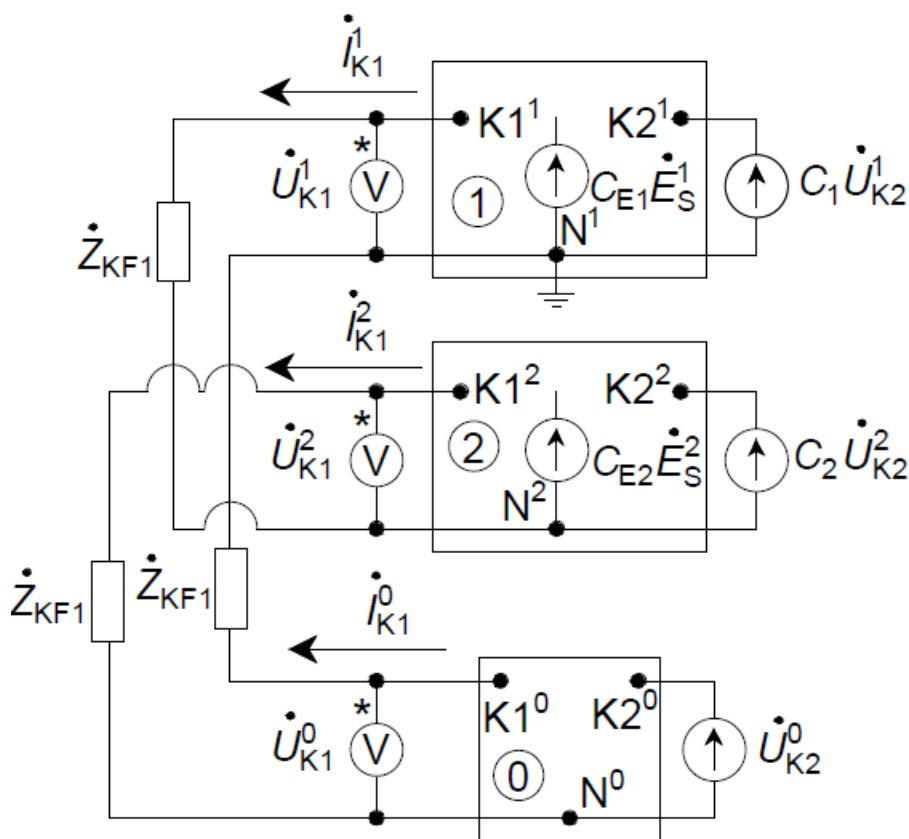 İ¹K1
K1¹ K2¹
* U̇¹K1 V 1 CE1Ė¹S C1U̇¹K2
N¹
ŻKF1
İ²K1
K1² K2²
* U̇²K1 V 2 CE2Ė²S C2U̇²K2
N²
ŻKF1 ŻKF1
İ⁰K1
K1⁰ K2⁰
* U̇⁰K1 V 0 U̇⁰K2
N⁰